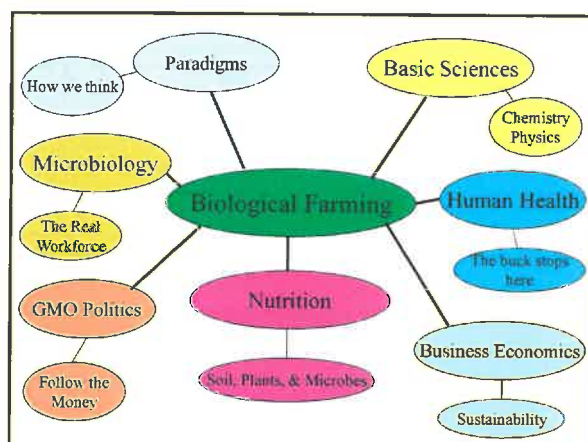 Paradigms
How we think
Basic Sciences
Chemistry
Physics
Microbiology
The Real
Workforce
Biological Farming
Human Health
The buck stops
here
GMO Politics
Follow the
Money
Nutrition
Soil, Plants, & Microbes
Business Economics
Sustainability